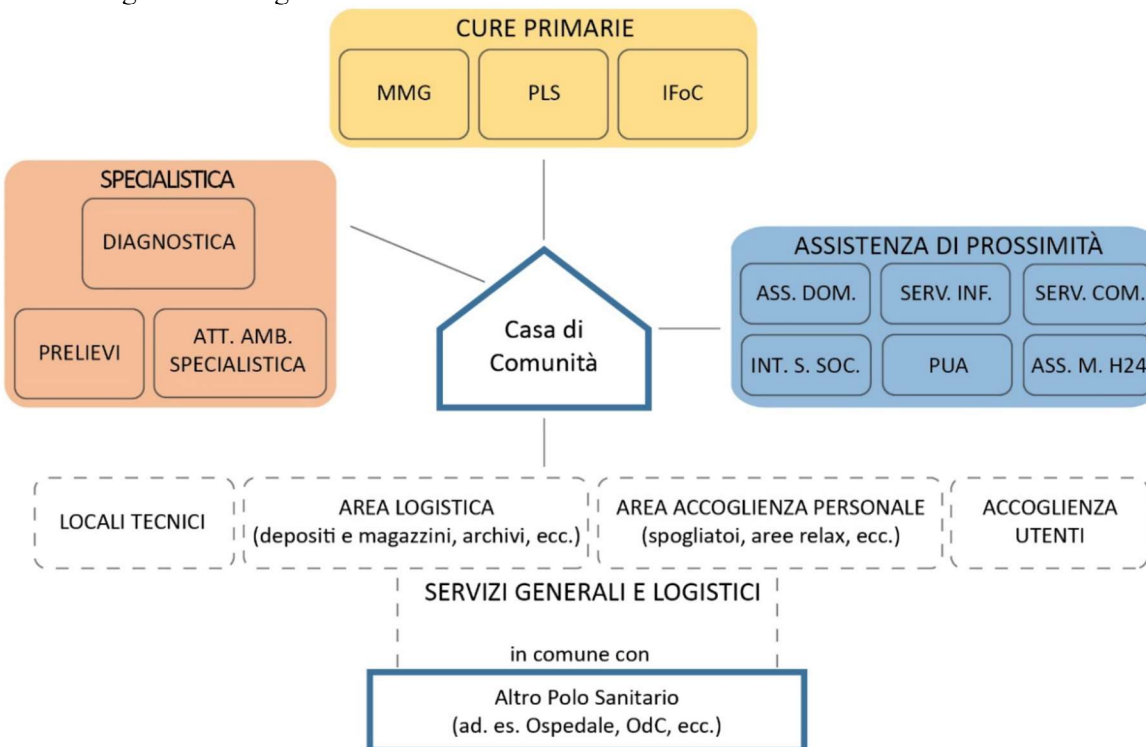 CURE PRIMARIE
MMG
PLS
IFoC
SPECIALISTICA
DIAGNOSTICA
PRELIEVI
ATT. AMB.
SPECIALISTICA
ASSISTENZA DI PROSSIMITÀ
ASS. DOM.
SERV. INF.
SERV. COM.
INT. S. SOC.
PUA
ASS. M. H24
Casa di
Comunità
LOCALI TECNICI
AREA LOGISTICA
(depositi e magazzini, archivi, ecc.)
AREA ACCOGLIENZA PERSONALE
(spogliatoi, aree relax, ecc.)
ACCOGLIENZA
UTENTI
SERVIZI GENERALI E LOGISTICI
in comune con
Altro Polo Sanitario
(ad. es. Ospedale, OdC, ecc.)